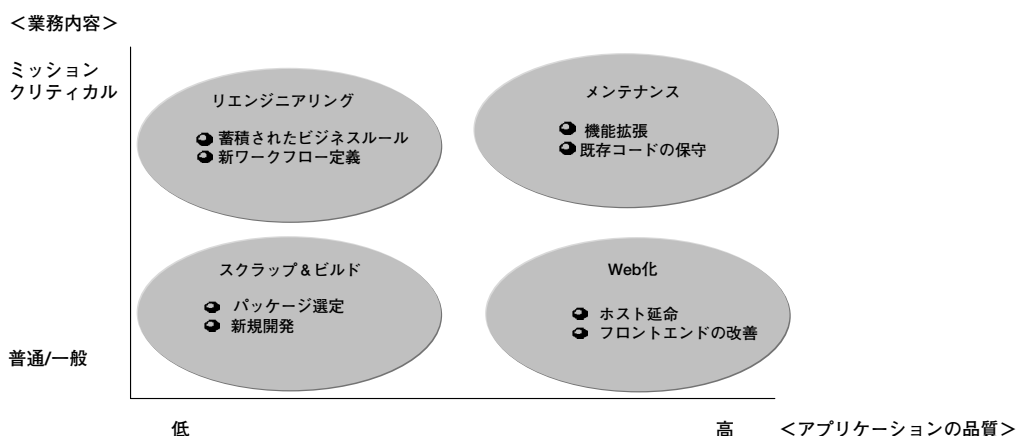 ＜業務内容＞
ミッション
クリティカル
リエンジニアリング
蓄積されたビジネスルール
新ワークフロー定義
メンテナンス
機能拡張
既存コードの保守
スクラップ＆ビルド
パッケージ選定
新規開発
Web化
ホスト延命
フロントエンドの改善
普通/一般
低
高
＜アプリケーションの品質＞